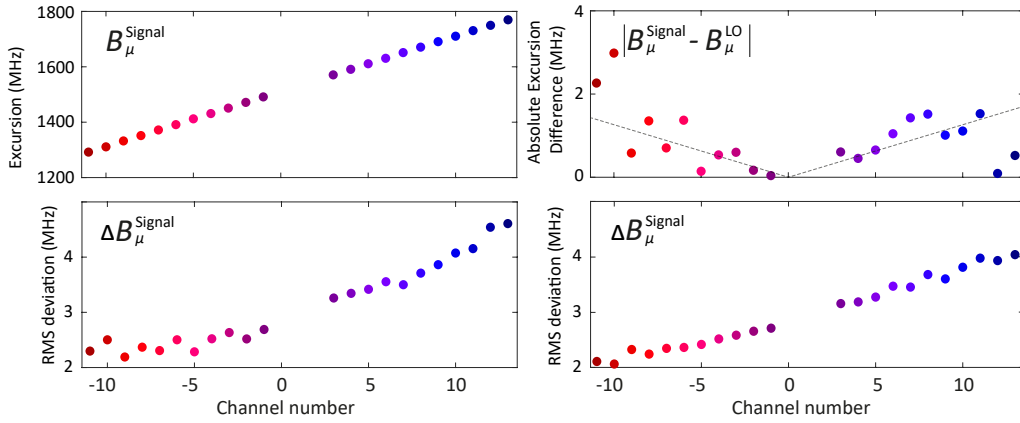 1800
1600
1400
1200
Excursion (MHz)
B_μ^Signal
4
2
0
Absolute Excursion
Difference (MHz)
|B_μ^Signal - B_μ^LO|
4
3
2
RMS deviation (MHz)
ΔB_μ^Signal
-10
-5
0
5
10
Channel number
4
3
2
RMS deviation (MHz)
ΔB_μ^Signal
-10
-5
0
5
10
Channel number